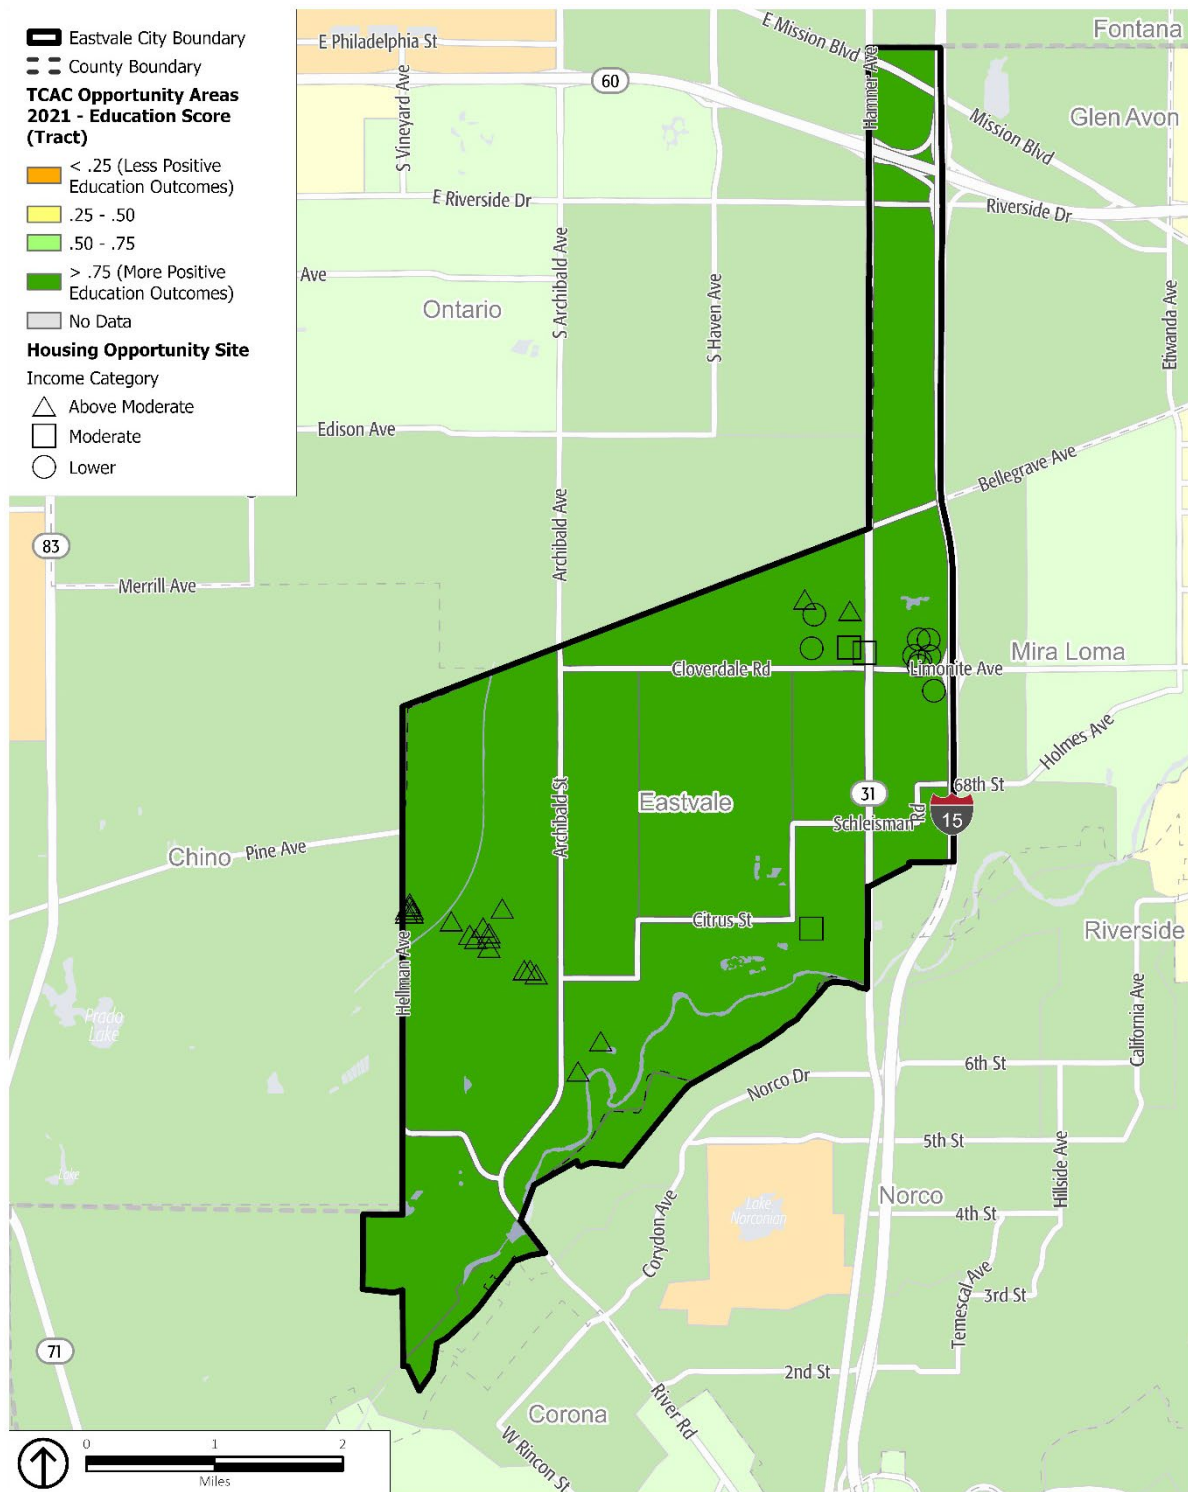 Eastvale City Boundary
County Boundary
TCAC Opportunity Areas
2021 - Education Score
(Tract)
< .25 (Less Positive
Education Outcomes)
.25 - .50
.50 - .75
> .75 (More Positive
Education Outcomes)
No Data
Housing Opportunity Site
Income Category
Above Moderate
Moderate
Lower
E Philadelphia St
E Mission Blvd
Fontana
60
S Vineyard Ave
Hamner Ave
Glen Avon
Mission Blvd
E Riverside Dr
Riverside Dr
Ave
Ontario
S Archibald Ave
S Haven Ave
Etiwanda Ave
Edison Ave
Bellegrave Ave
83
Archibald Ave
Merrill Ave
Mira Loma
Cloverdale Rd
Limonite Ave
Holmes Ave
68th St
31
Eastvale
Archibald St
Schleisman
Rd
15
Chino
Pine Ave
Citrus St
Riverside
Hellman Ave
Prado
Lake
California Ave
6th St
Norco Dr
5th St
Hillside Ave
Lake
Norco
Lake
Norconian
4th St
Corydon Ave
Temescal Ave
3rd St
71
2nd St
River Rd
Corona
W Rincon St
0
1
2
Miles